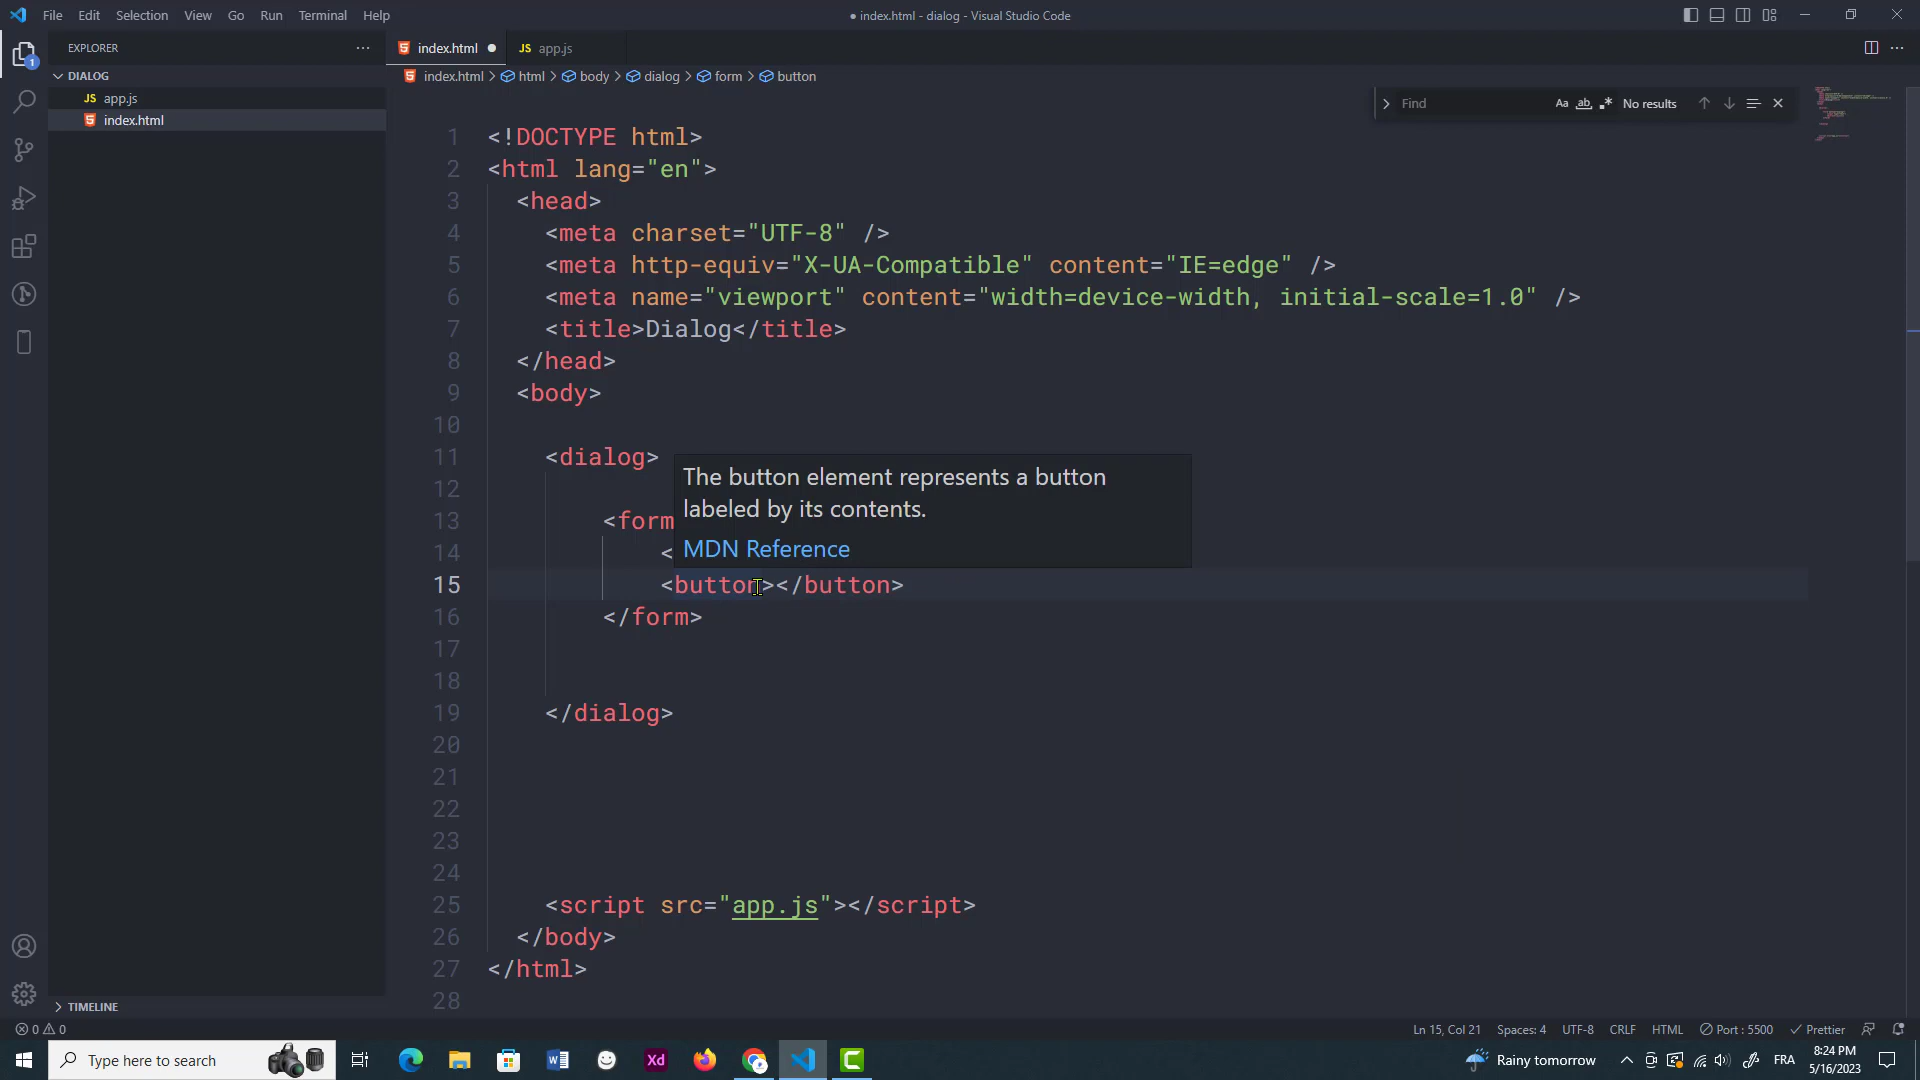 File Edit Selection View Go Run Terminal Help
● index.html - dialog - Visual Studio Code
EXPLORER
index.html
JS app.js
DIALOG
index.html > html > body > dialog > form > button
JS app.js
index.html
1
Find Aa ab No results
1 <!DOCTYPE html>
2 <html lang="en">
3 <head>
4 <meta charset="UTF-8" />
5 <meta http-equiv="X-UA-Compatible" content="IE=edge" />
6 <meta name="viewport" content="width=device-width, initial-scale=1.0" />
7 <title>Dialog</title>
8 </head>
9 <body>
10
11 <dialog>
The button element represents a button
labeled by its contents.
MDN Reference
12
13 <form
14 <
15 <button></button>
16 </form>
17
18
19 </dialog>
20
21
22
23
24
25 <script src="app.js"></script>
26 </body>
27 </html>
28
TIMELINE
0 0
Ln 15, Col 21 Spaces: 4 UTF-8 CRLF HTML Port : 5500 Prettier
Type here to search
Xd
Rainy tomorrow
FRA
8:24 PM
5/16/2023